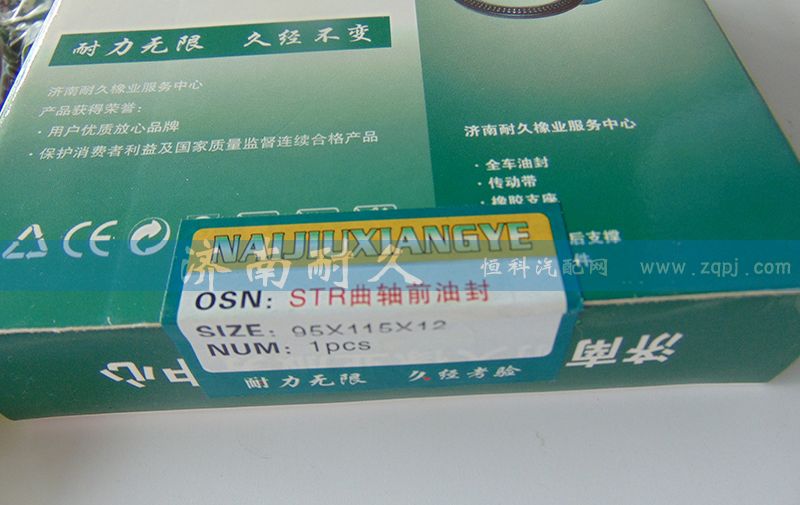 耐力无限 久经不变
济南耐久橡业服务中心
产品获得荣誉：
·用户优质放心品牌
·保护消费者利益及国家质量监督连续合格产品
济南耐久橡业服务中心
·全车油封
·传动带
·橡胶支座
后支撑
件
CE
NAIJIUXIANGYE
济南耐久
恒科汽配网 www.zqpj.com
OSN: STR曲轴前油封
SIZE: 95X115X12
NUM: 1pcs
耐力无限 久经考验
济南
中心